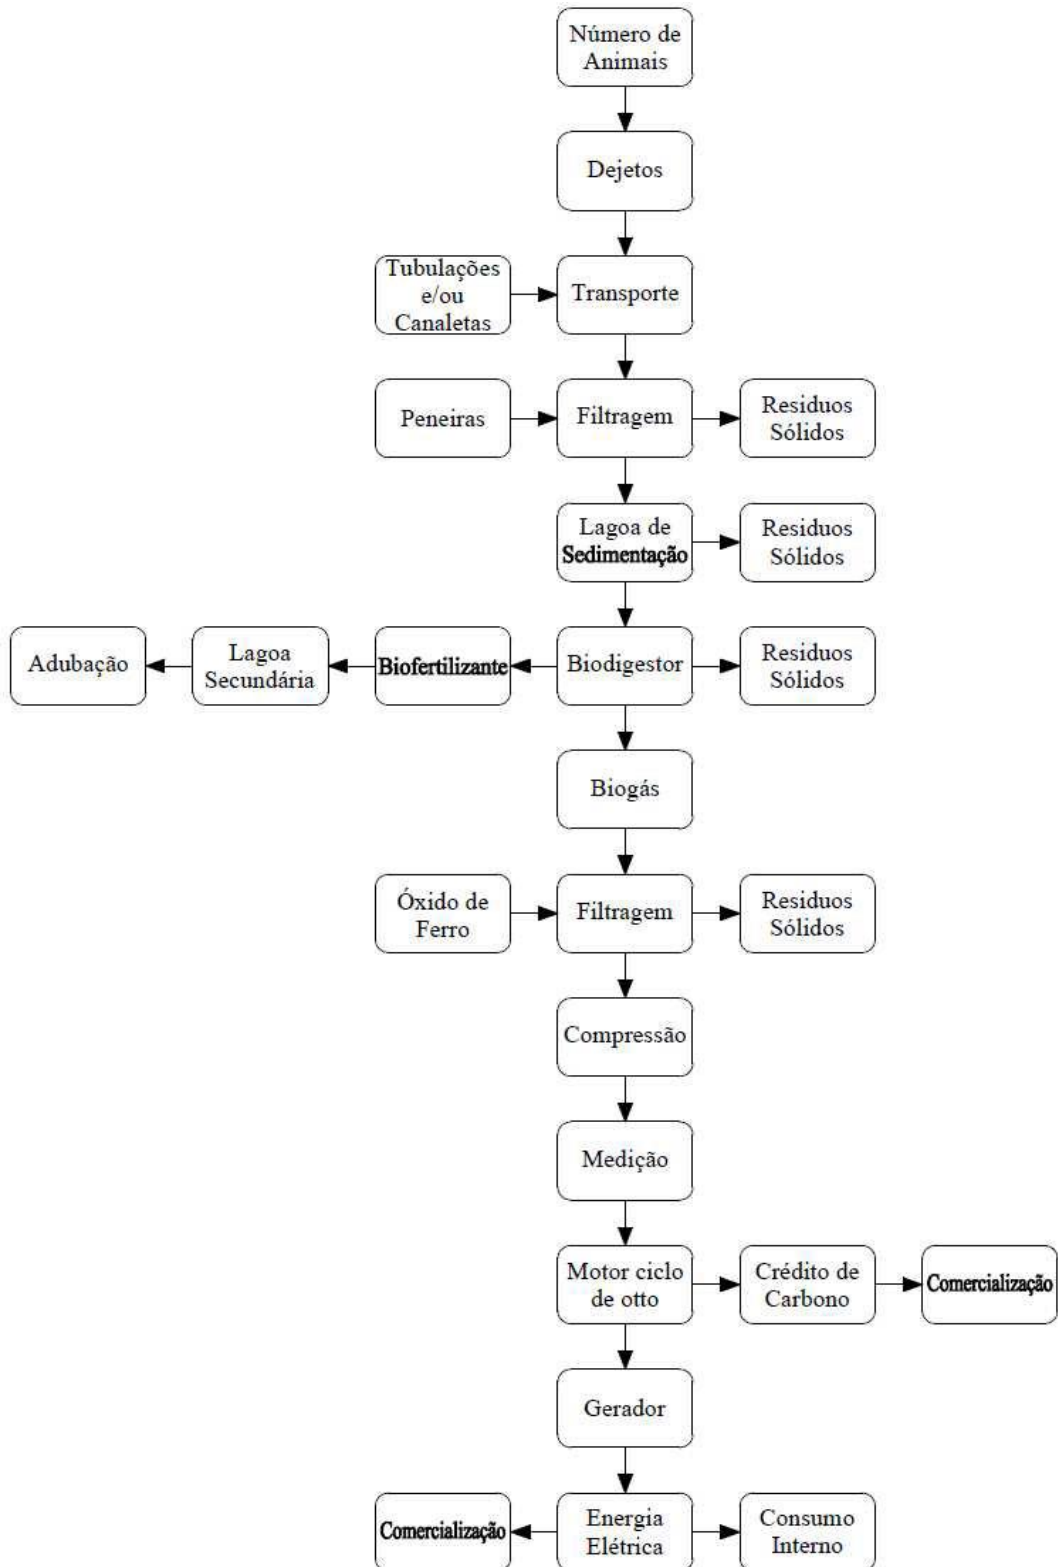 Número de
Animais
Dejetos
Tubulações
e/ou
Canaletas
Transporte
Peneiras
Filtragem
Residuos
Sólidos
Lagoa de
Sedimentação
Residuos
Sólidos
Adubação
Lagoa
Secundária
Biofertilizante
Biodigestor
Residuos
Sólidos
Biogás
Óxido de
Ferro
Filtragem
Residuos
Sólidos
Compressão
Medição
Motor ciclo
de otto
Crédito de
Carbono
Comercialização
Gerador
Comercialização
Energia
Elétrica
Consumo
Interno